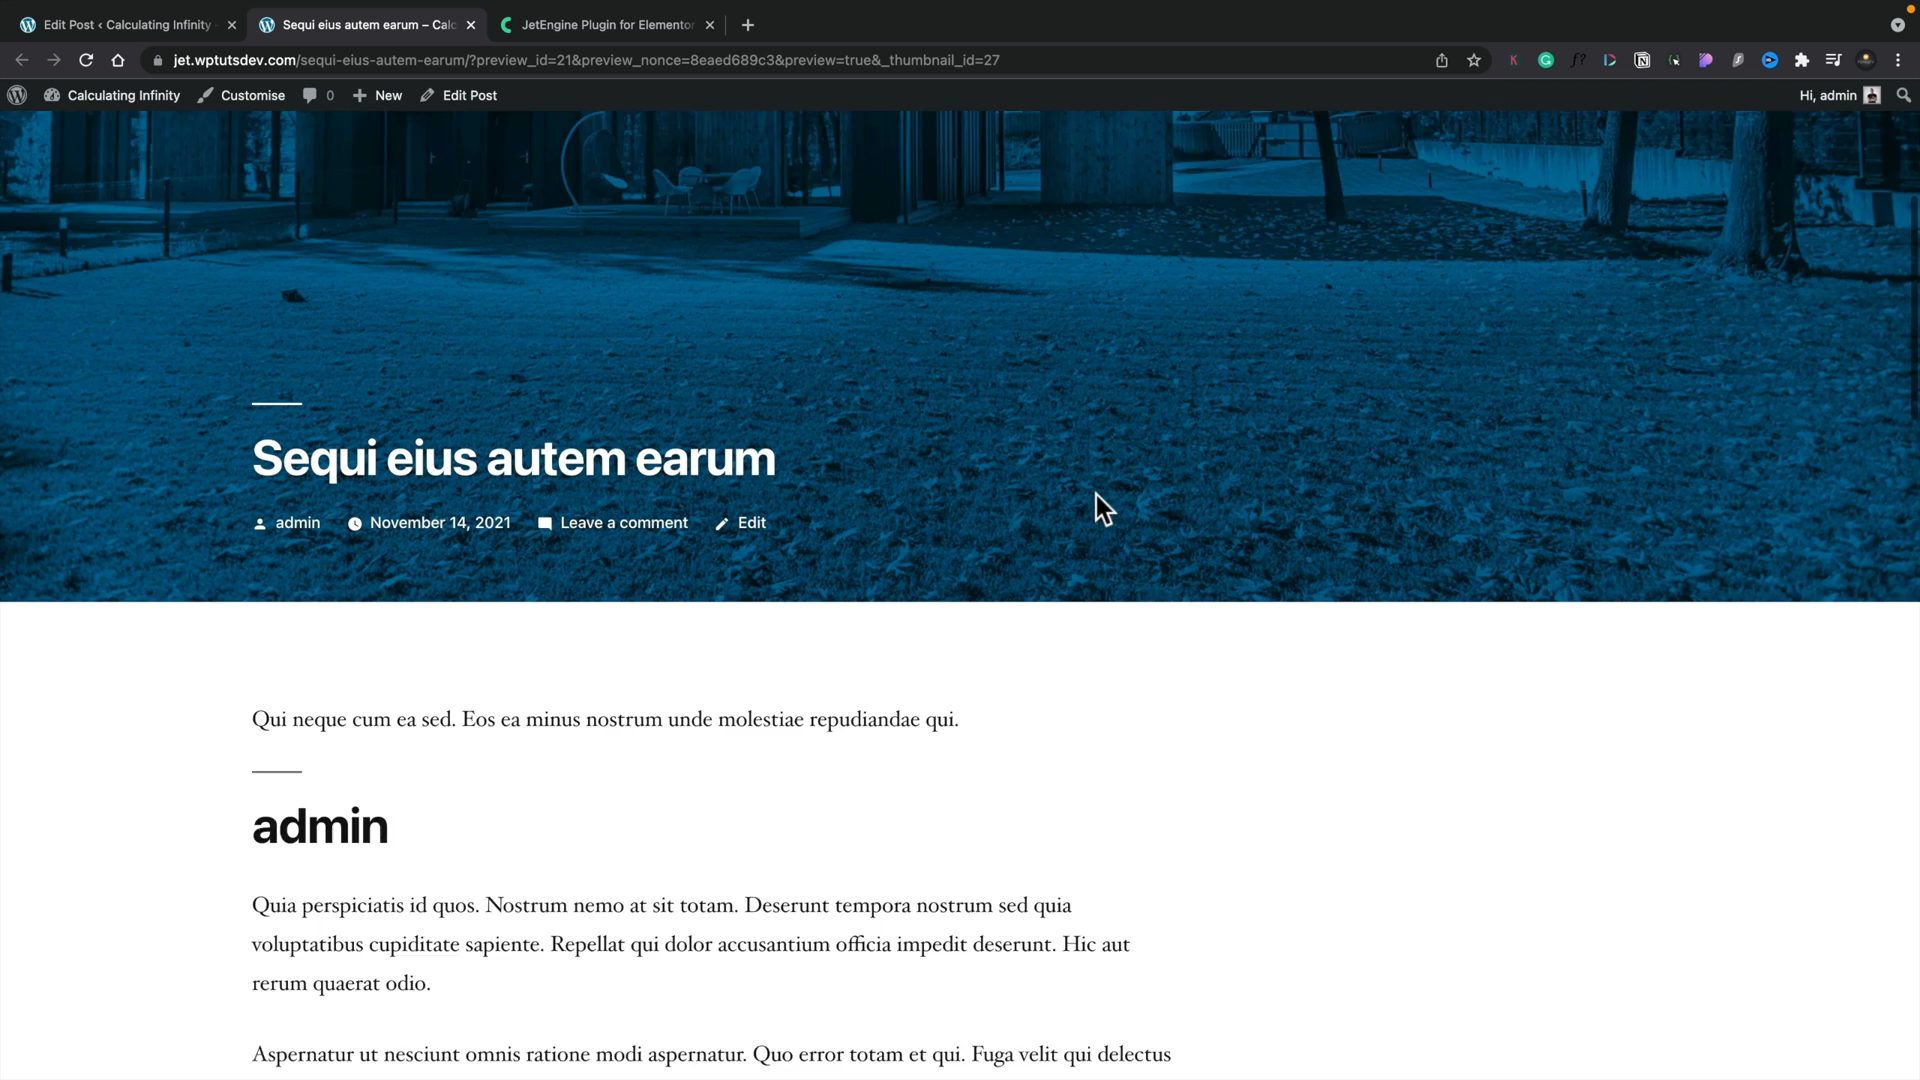 Edit Post ‹ Calculating Infinity
Sequi eius autem earum – Calc
JetEngine Plugin for Elementor
jet.wptutsdev.com/sequi-eius-autem-earum/?preview_id=21&preview_nonce=8eaed689c3&preview=true&_thumbnail_id=27
Calculating Infinity
Customise
0
New
Edit Post
Hi, admin
Sequi eius autem earum
admin
November 14, 2021
Leave a comment
Edit
Qui neque cum ea sed. Eos ea minus nostrum unde molestiae repudiandae qui.
admin
Quia perspiciatis id quos. Nostrum nemo at sit totam. Deserunt tempora nostrum sed quia
voluptatibus cupiditate sapiente. Repellat qui dolor accusantium officia impedit deserunt. Hic aut
rerum quaerat odio.
Aspernatur ut nesciunt omnis ratione modi aspernatur. Quo error totam et qui. Fuga velit qui delectus